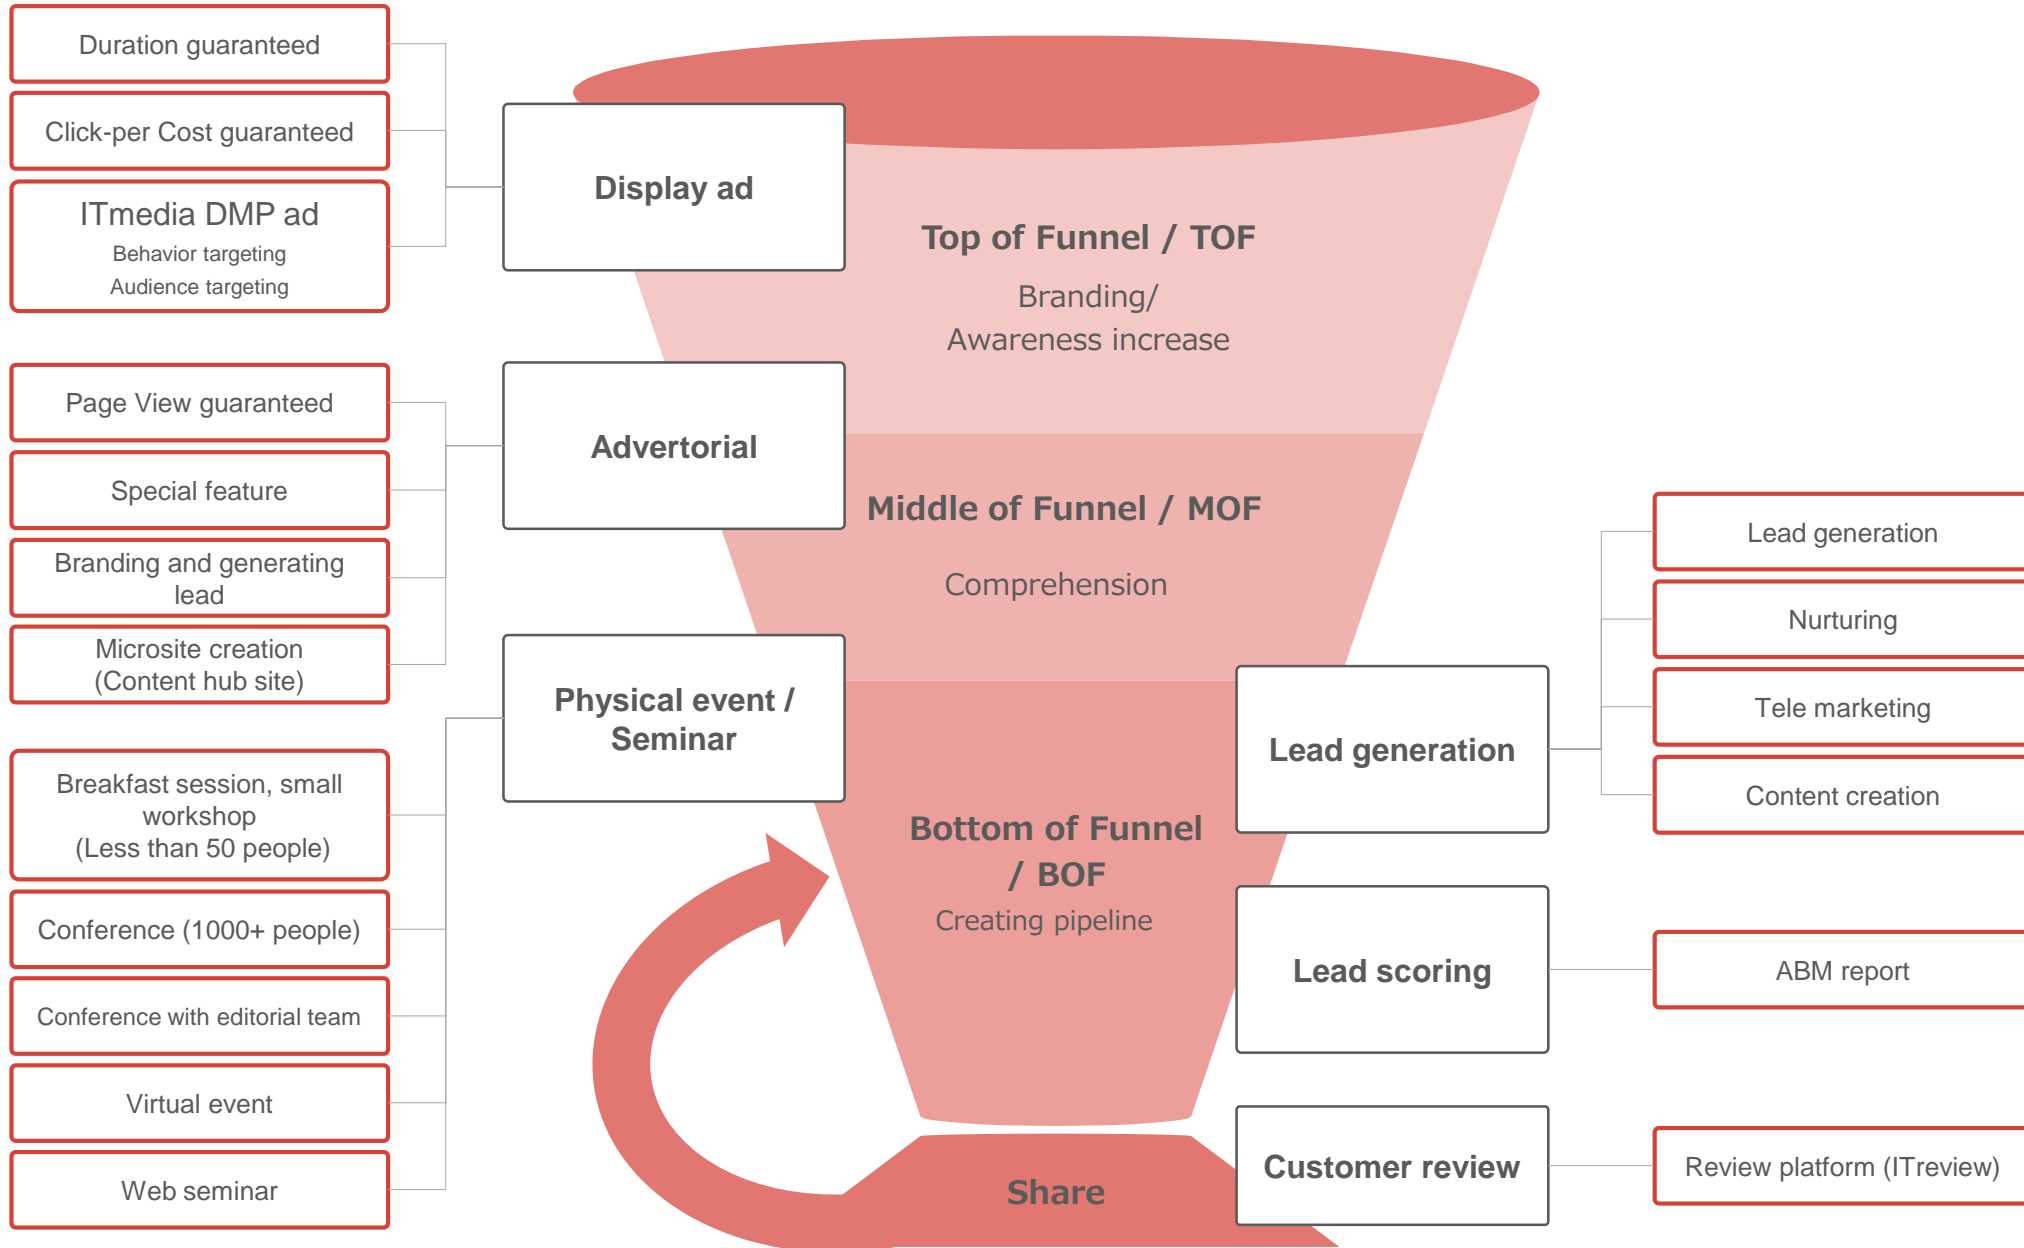 Duration guaranteed
Click-per Cost guaranteed
ITmedia DMP ad
Behavior targeting
Audience targeting
Display ad
Top of Funnel / TOF
Branding/
Awareness increase
Page View guaranteed
Special feature
Branding and generating
lead
Microsite creation
(Content hub site)
Advertorial
Middle of Funnel / MOF
Comprehension
Breakfast session, small
workshop
(Less than 50 people)
Conference (1000+ people)
Conference with editorial team
Virtual event
Web seminar
Physical event /
Seminar
Bottom of Funnel
/ BOF
Creating pipeline
Lead generation
Lead generation
Nurturing
Tele marketing
Content creation
Lead scoring
ABM report
Share
Customer review
Review platform (ITreview)